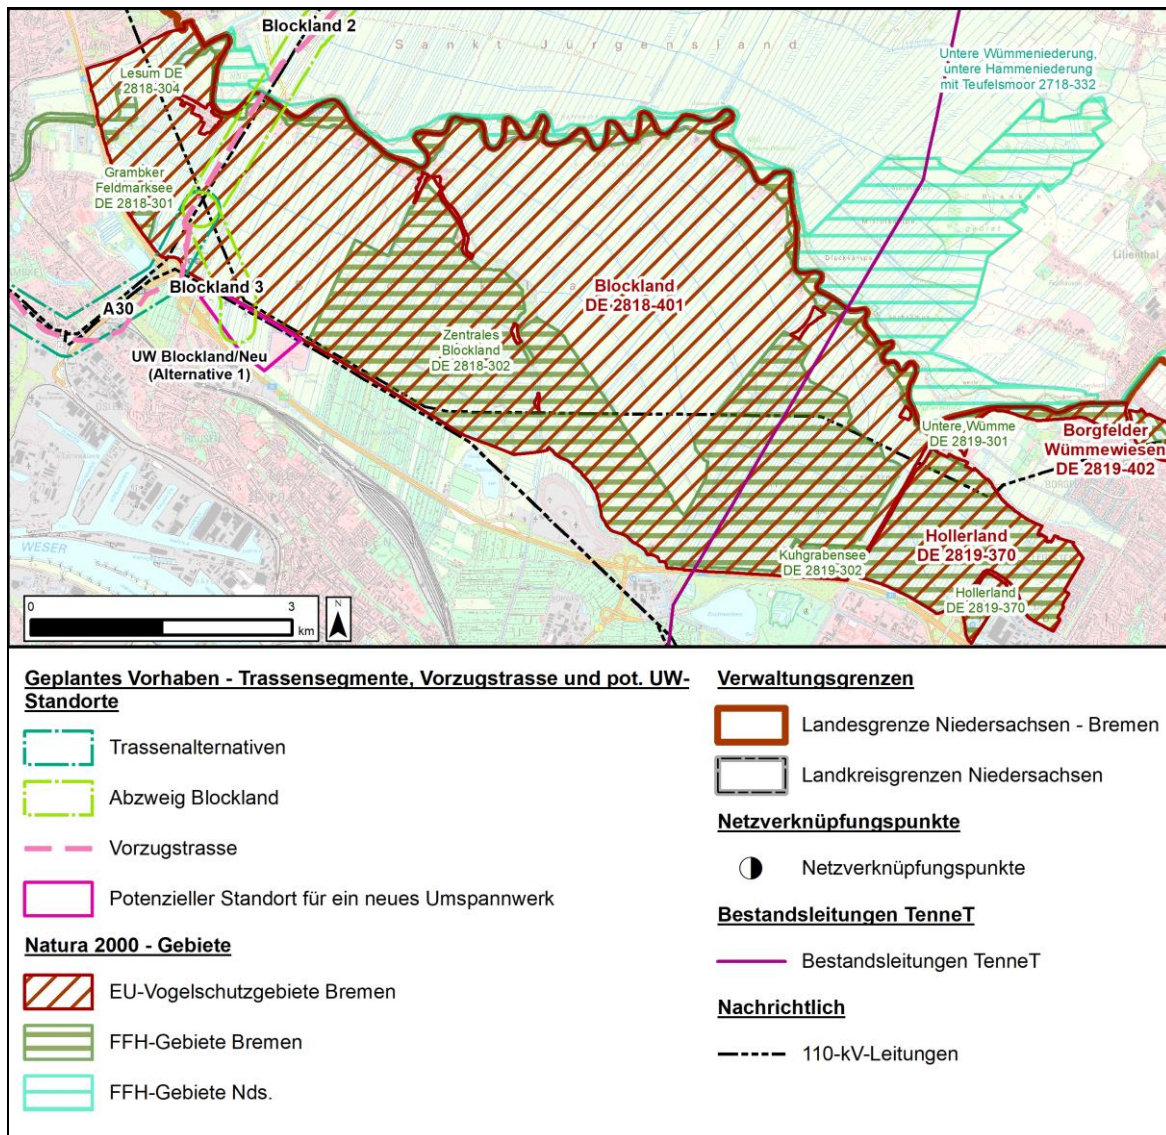 Blockland 2
Sankt Jürgensland
Lesum DE
2818-304
Untere Wümmeniederung,
untere Hammeniederung
mit Teufelsmoor 2718-332
Grambker
Feldmarksee
DE 2818-301
Lilienthal
Blockland 3
A30
Blockland
DE 2818-401
Zentrales
Blockland
DE 2818-302
UW Blockland/Neu
(Alternative 1)
Untere Wümme
DE 2819-301
Borgfelder
Wümmewiesen
DE 2819-402
Hollerland
DE 2819-370
Kuhgrabensee
DE 2819-302
Hollerland
DE 2819-370
WESER
0 3
km
N
Geplantes Vorhaben - Trassensegmente, Vorzugstrasse und pot. UW-
Standorte
Trassenalternativen
Abzweig Blockland
Vorzugstrasse
Potenzieller Standort für ein neues Umspannwerk
Natura 2000 - Gebiete
EU-Vogelschutzgebiete Bremen
FFH-Gebiete Bremen
FFH-Gebiete Nds.
Verwaltungsgrenzen
Landesgrenze Niedersachsen - Bremen
Landkreisgrenzen Niedersachsen
Netzverknüpfungspunkte
Netzverknüpfungspunkte
Bestandsleitungen TenneT
Bestandsleitungen TenneT
Nachrichtlich
110-kV-Leitungen